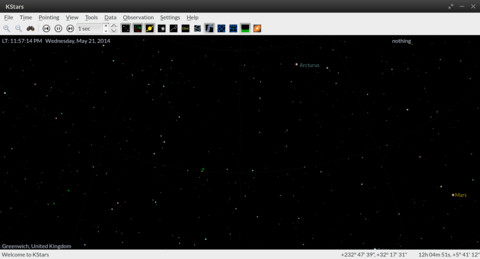 KStars
File Time Pointing View Tools Data Observation Settings Help
1 sec
LT: 11:57:14 PM Wednesday, May 21, 2014
nothing
Arcturus
Mars
Greenwich, United Kingdom
Welcome to KStars
+232° 47' 39", +32° 17' 31" 12h 04m 51s, +5° 41' 12"